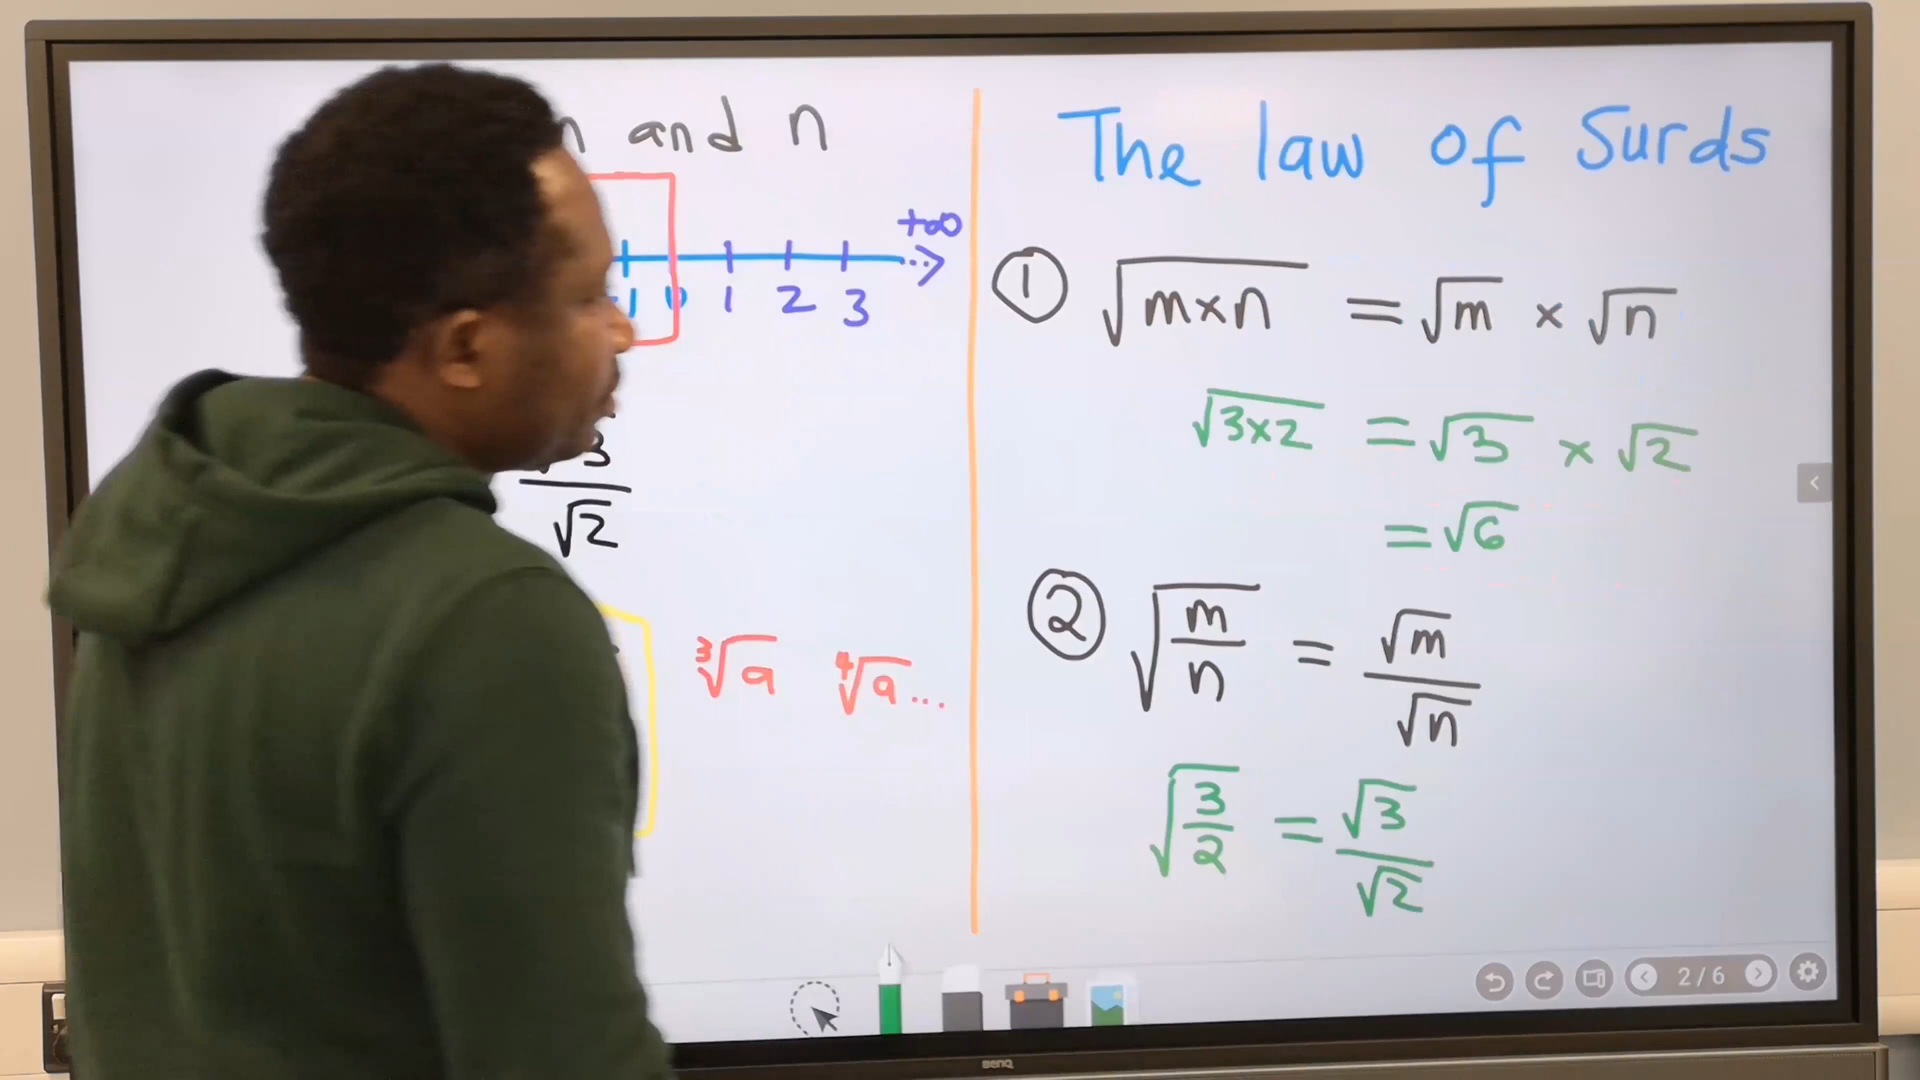 and n
+∞
-1 0 1 2 3
√3/√2
∛a ∜a...
The law of Surds
① √(m×n) = √m × √n
√(3×2) = √3 × √2
= √6
② √(m/n) = √m/√n
√(3/2) = √3/√2
2/6
BenQ